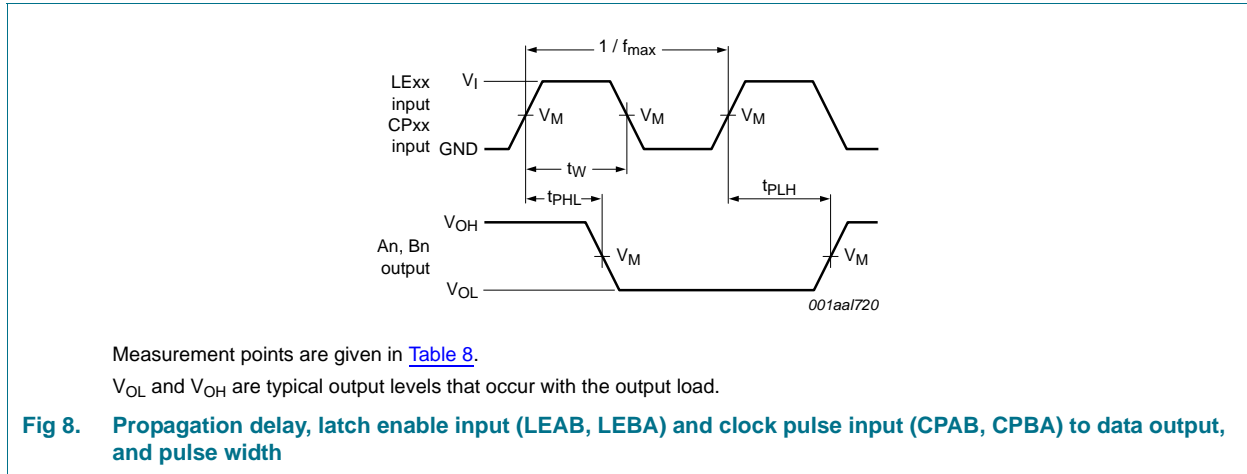 1 / fmax
LExx
input
CPxx
input
VI
GND
VM
VM
VM
tW
tPHL
tPLH
An, Bn
output
VOH
VOL
VM
VM
001aal720
Measurement points are given in Table 8.
VOL and VOH are typical output levels that occur with the output load.
Fig 8. Propagation delay, latch enable input (LEAB, LEBA) and clock pulse input (CPAB, CPBA) to data output,
and pulse width